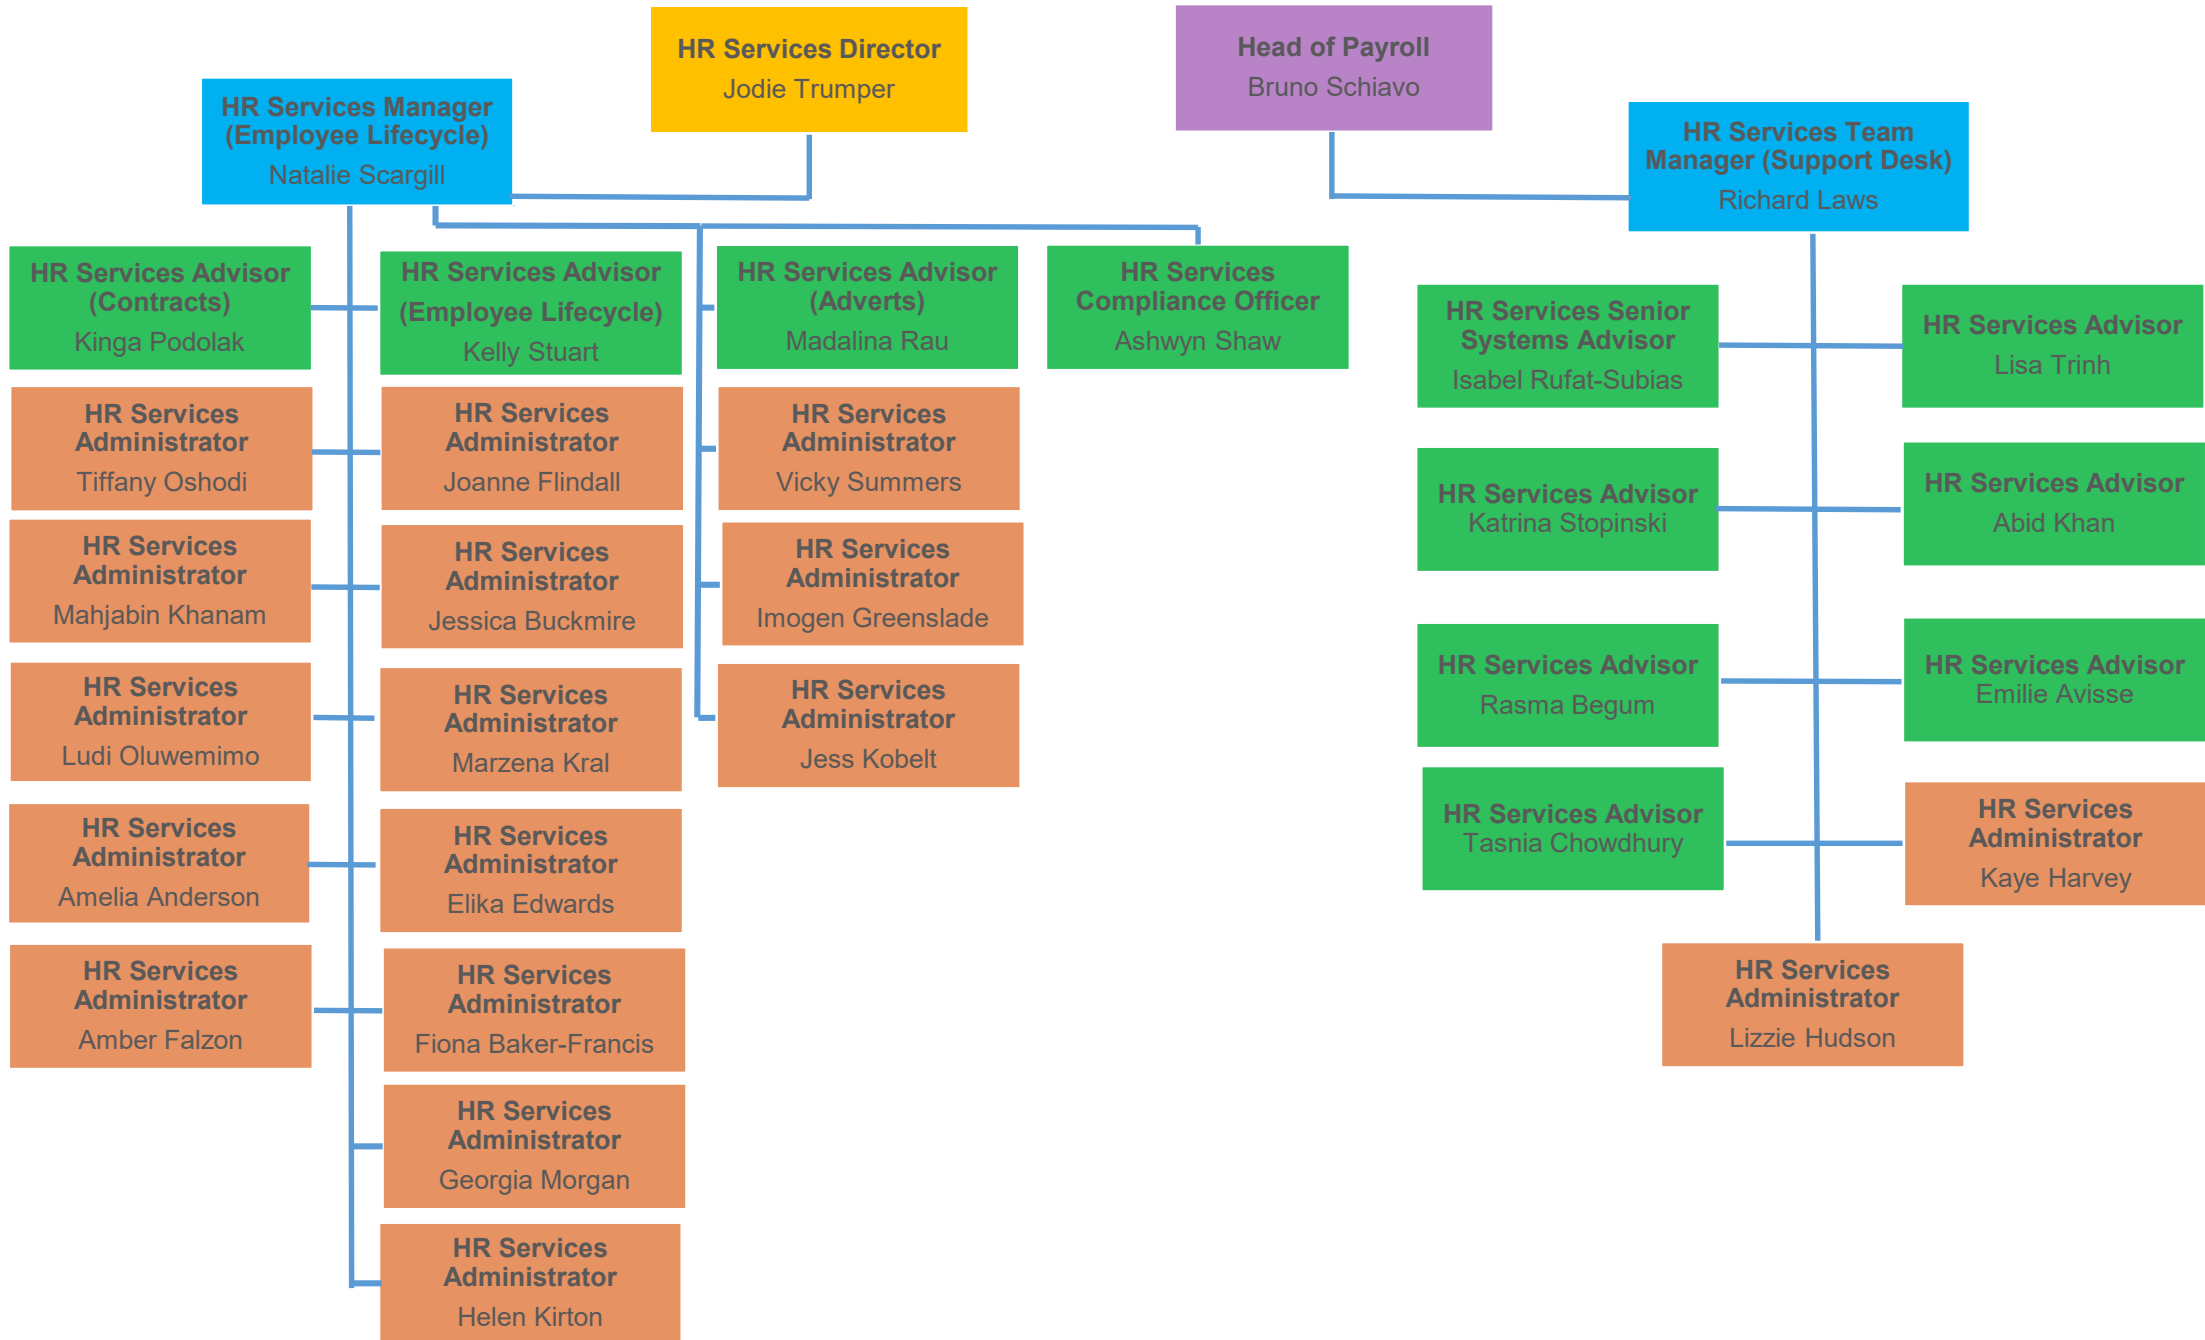 HR Services Director
Jodie Trumper
Head of Payroll
Bruno Schiavo
HR Services Manager
(Employee Lifecycle)
Natalie Scargill
HR Services Team
Manager (Support Desk)
Richard Laws
HR Services Advisor
(Contracts)
Kinga Podolak
HR Services Advisor
(Employee Lifecycle)
Kelly Stuart
HR Services Advisor
(Adverts)
Madalina Rau
HR Services
Compliance Officer
Ashwyn Shaw
HR Services Senior
Systems Advisor
Isabel Rufat-Subias
HR Services Advisor
Lisa Trinh
HR Services
Administrator
Tiffany Oshodi
HR Services
Administrator
Joanne Flindall
HR Services
Administrator
Vicky Summers
HR Services Advisor
Katrina Stopinski
HR Services Advisor
Abid Khan
HR Services
Administrator
Mahjabin Khanam
HR Services
Administrator
Jessica Buckmire
HR Services
Administrator
Imogen Greenslade
HR Services Advisor
Rasma Begum
HR Services Advisor
Emilie Avisse
HR Services
Administrator
Ludi Oluwemimo
HR Services
Administrator
Marzena Kral
HR Services
Administrator
Jess Kobelt
HR Services Advisor
Tasnia Chowdhury
HR Services
Administrator
Kaye Harvey
HR Services
Administrator
Amelia Anderson
HR Services
Administrator
Elika Edwards
HR Services
Administrator
Amber Falzon
HR Services
Administrator
Fiona Baker-Francis
HR Services
Administrator
Lizzie Hudson
HR Services
Administrator
Georgia Morgan
HR Services
Administrator
Helen Kirton